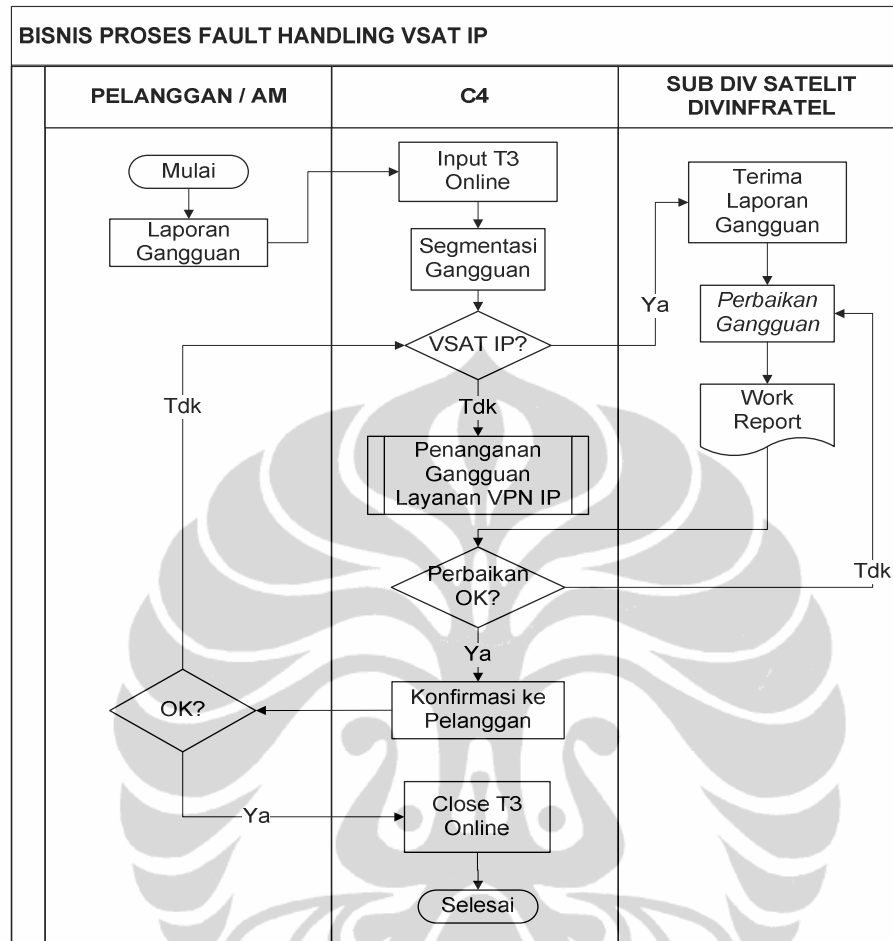 BISNIS PROSES FAULT HANDLING VSAT IP
PELANGGAN / AM
C4
SUB DIV SATELIT
DIVINFRATEL
Mulai
Laporan
Gangguan
Input T3
Online
Segmentasi
Gangguan
VSAT IP?
Ya
Tdk
Terima
Laporan
Gangguan
Perbaikan
Gangguan
Work
Report
Penanganan
Gangguan
Layanan VPN IP
Perbaikan
OK?
Tdk
Ya
Konfirmasi ke
Pelanggan
OK?
Tdk
Ya
Close T3
Online
Selesai